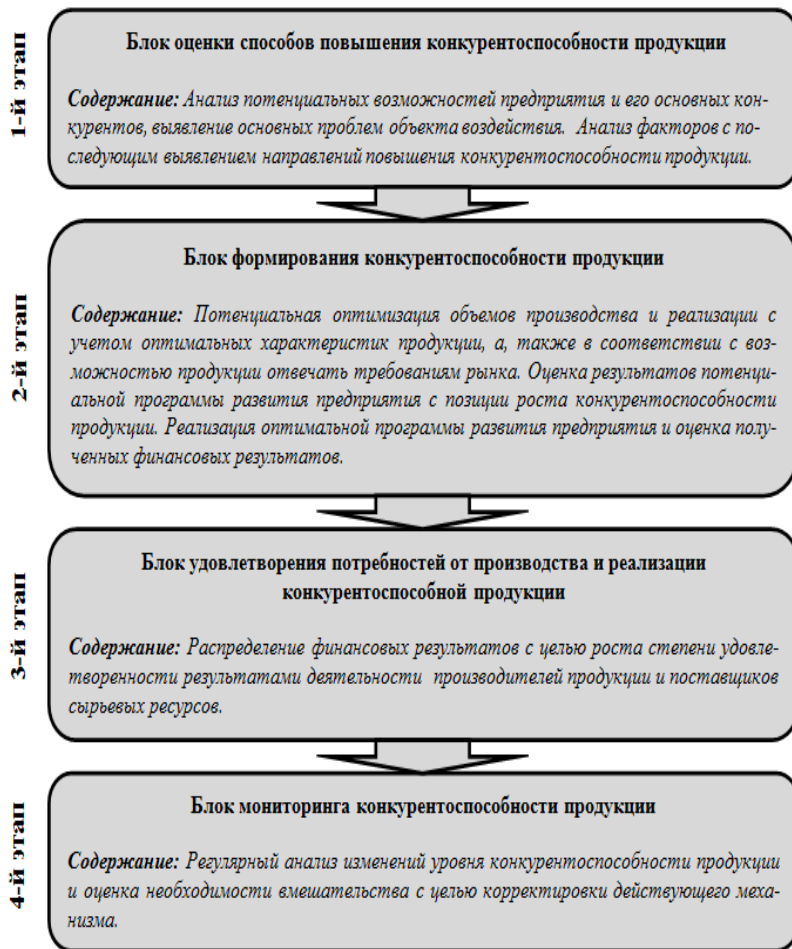 1-й этап
Блок оценки способов повышения конкурентоспособности продукции
Содержание: Анализ потенциальных возможностей предприятия и его основных кон-
курентов, выявление основных проблем объекта воздействия. Анализ факторов с по-
следующим выявлением направлений повышения конкурентоспособности продукции.
2-й этап
Блок формирования конкурентоспособности продукции
Содержание: Потенциальная оптимизация объемов производства и реализации с
учетом оптимальных характеристик продукции, а, также в соответствии с воз-
можностью продукции отвечать требованиям рынка. Оценка результатов потенци-
альной программы развития предприятия с позиции роста конкурентоспособности
продукции. Реализация оптимальной программы развития предприятия и оценка полу-
ченных финансовых результатов.
3-й этап
Блок удовлетворения потребностей от производства и реализации
конкурентоспособной продукции
Содержание: Распределение финансовых результатов с целью роста степени удовле-
творенности результатами деятельности производителей продукции и поставщиков
сырьевых ресурсов.
4-й этап
Блок мониторинга конкурентоспособности продукции
Содержание: Регулярный анализ изменений уровня конкурентоспособности продукции
и оценка необходимости вмешательства с целью корректировки действующего меха-
низма.